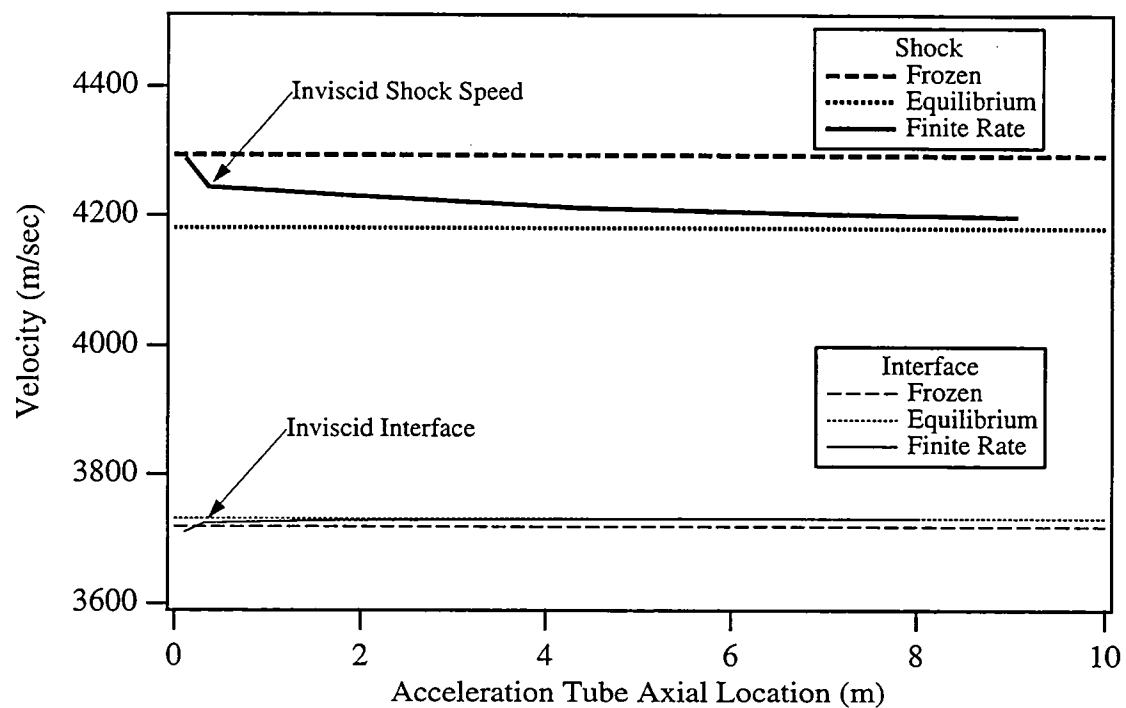 Shock
Frozen
Equilibrium
Finite Rate
4400
Inviscid Shock Speed
4200
Velocity (m/sec)
4000
Interface
Frozen
Equilibrium
Finite Rate
Inviscid Interface
3800
3600
0 2 4 6 8 10
Acceleration Tube Axial Location (m)